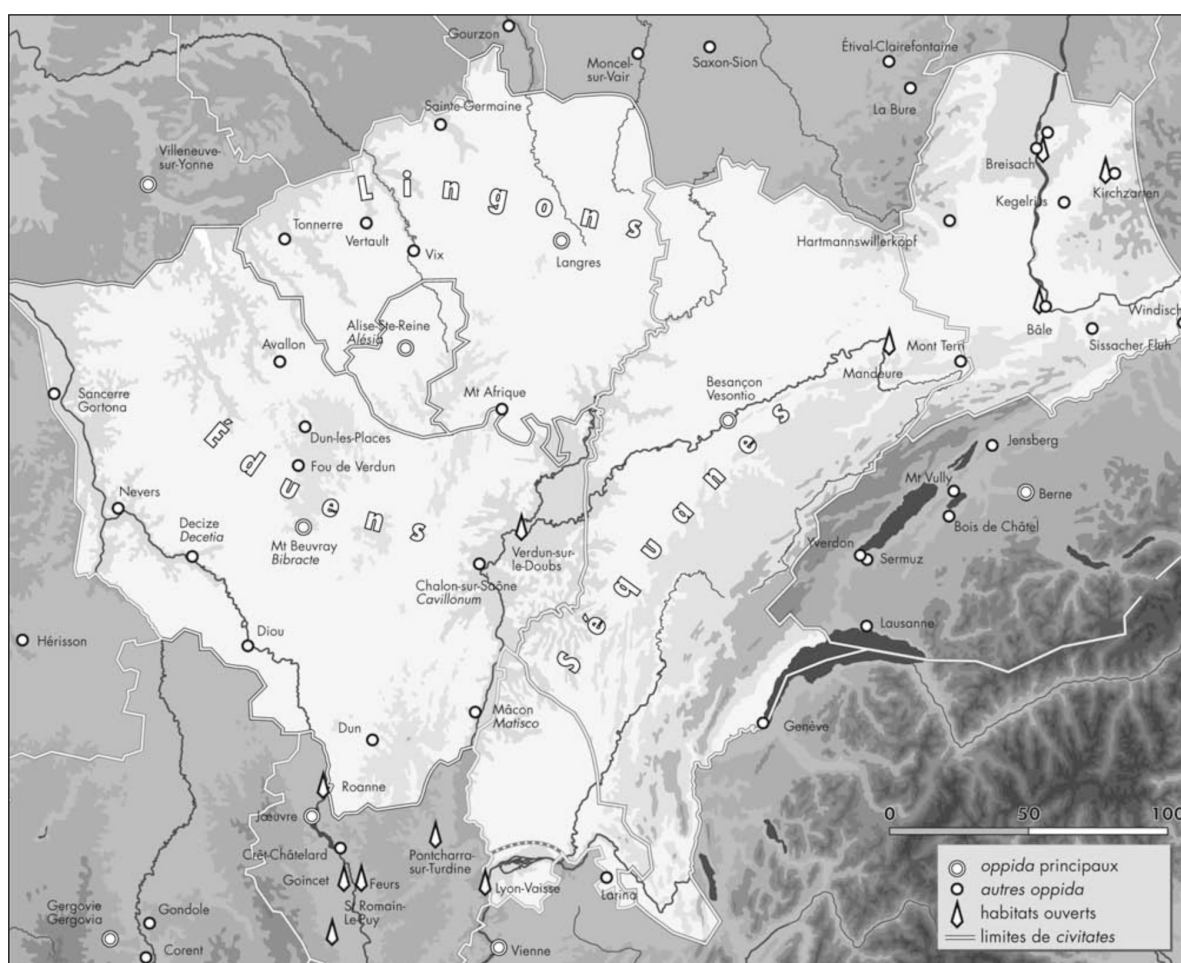 Gourzon
Moncel-
sur-Vair
Saxon-Sion
Étival-Clairefontaine
La Bure
Sainte-Germaine
Villeneuve-
sur-Yonne
Breisach
Kirchzarten
Kegelriss
Lingons
Tonnerre
Vertault
Vix
Langres
Hartmannswillerkopf
Bâle
Windisch
Sissacher Fluh
Alise-Ste-Reine
Alésia
Avallon
Mandeure
Mont Terri
Sancerre
Gortona
Mt Afrique
Besançon
Vesontio
Dun-les-Places
Éduens
Fou de Verdun
Jensberg
Mt Vully
Berne
Bois de Châtel
Nevers
Decize
Decetia
Mt Beuvray
Bibracte
Verdun-sur-
le-Doubs
Yverdon
Sermuz
Chalon-sur-Saône
Cavillonum
Séquanes
Hérisson
Diou
Lausanne
Mâcon
Matisco
Genève
Dun
Roanne
Jœuvre
Crêt-Châtelard
Goincet
Feurs
Pontcharra-
sur-Turdine
Lyon-Vaisse
Larina
St Romain-
Le-Puy
Gergovie
Gergovia
Gondole
Corent
Vienne
0 50 100
oppida principaux
autres oppida
habitats ouverts
limites de civitates